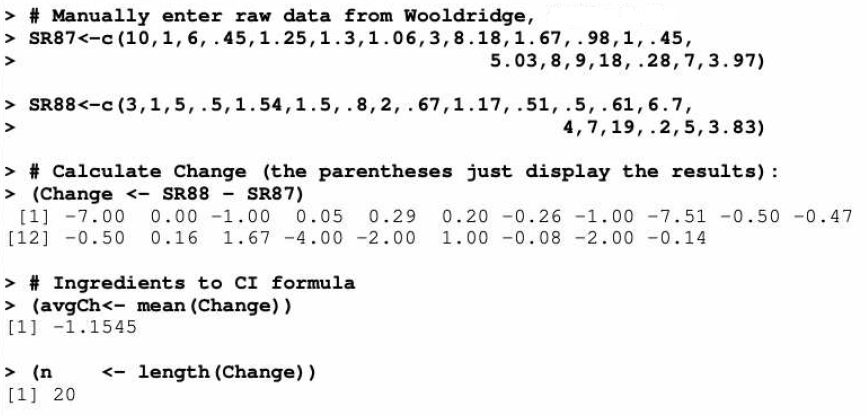 > # Manually enter raw data from Wooldridge,
> SR87<-c(10,1,6,.45,1.25,1.3,1.06,3,8.18,1.67,.98,1,.45,
> 5.03,8,9,18,.28,7,3.97)
> SR88<-c(3,1,5,.5,1.54,1.5,.8,2,.67,1.17,.51,.5,.61,6.7,
> 4,7,19,.2,5,3.83)
> # Calculate Change (the parentheses just display the results):
> (Change <- SR88 - SR87)
[1] -7.00 0.00 -1.00 0.05 0.29 0.20 -0.26 -1.00 -7.51 -0.50 -0.47
[12] -0.50 0.16 1.67 -4.00 -2.00 1.00 -0.08 -2.00 -0.14
> # Ingredients to CI formula
> (avgCh<- mean(Change))
[1] -1.1545
> (n <- length(Change))
[1] 20